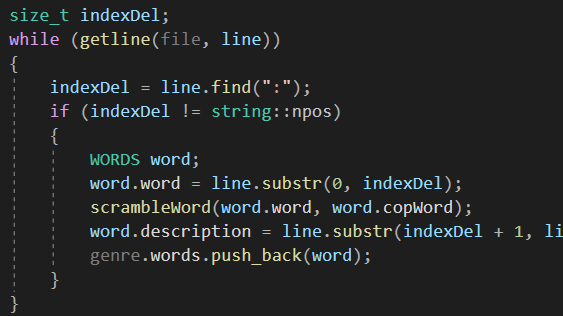 size_t indexDel;
while (getline(file, line))
{
indexDel = line.find(":");
if (indexDel != string::npos)
{
WORDS word;
word.word = line.substr(0, indexDel);
scrambleWord(word.word, word.copWord);
word.description = line.substr(indexDel + 1, li
genre.words.push_back(word);
}
}